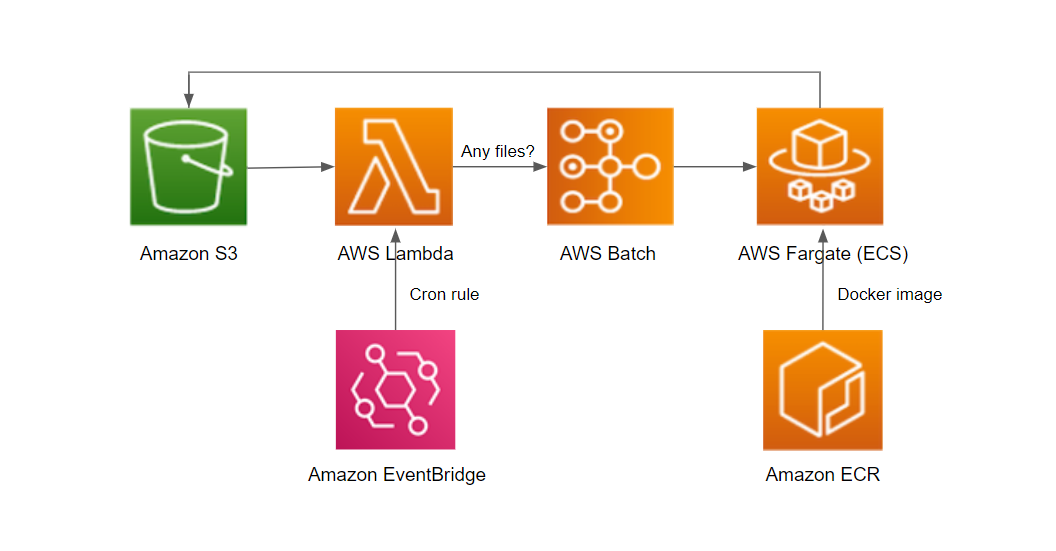 Any files?
Amazon S3
AWS Lambda
AWS Batch
AWS Fargate (ECS)
Cron rule
Docker image
Amazon EventBridge
Amazon ECR